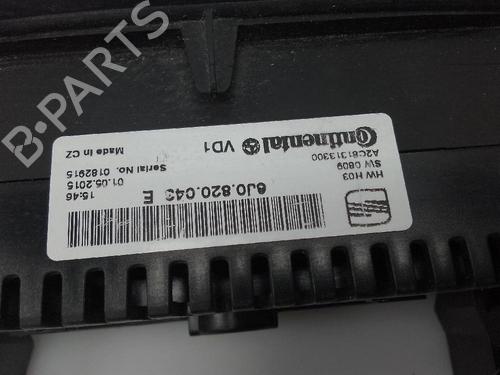 B-PARTS
Continental VD1
A2C81313300
SW 0809
HW H03
Made in CZ
Serial No. 0182915
01.05.2015
15:46
6J0.820.043 E